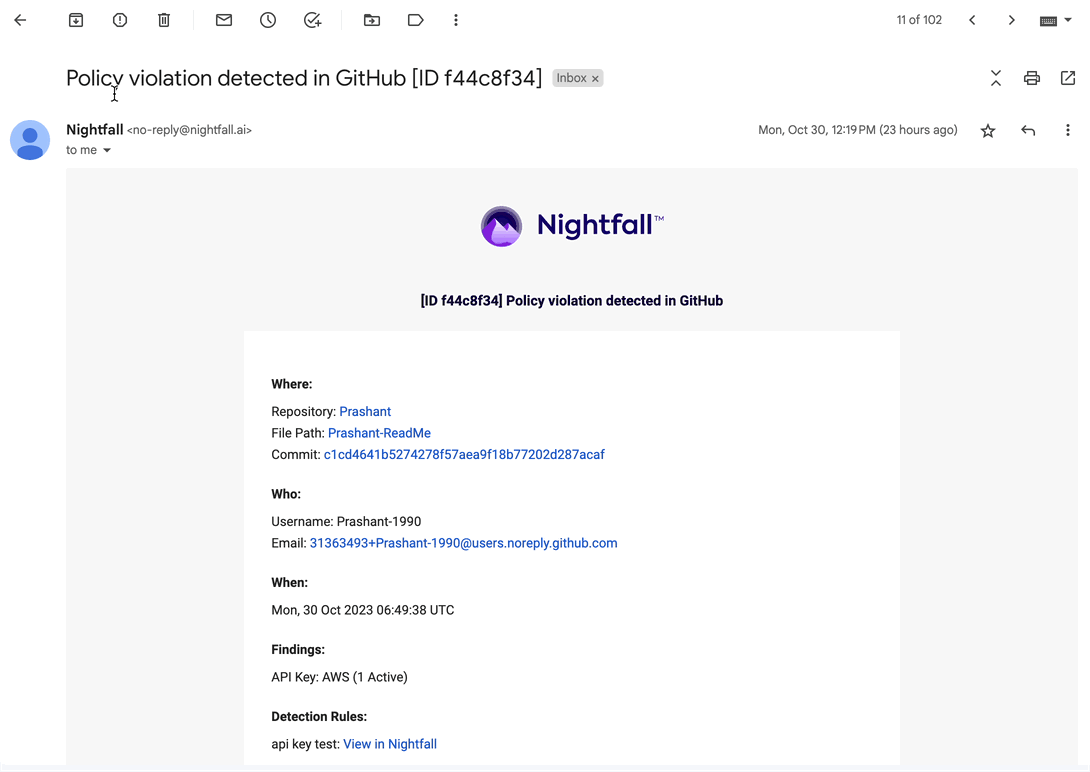 11 of 102
Policy violation detected in GitHub [ID f44c8f34] Inbox ×
Nightfall <no-reply@nightfall.ai>
Mon, Oct 30, 12:19 PM (23 hours ago)
to me
Nightfall™
[ID f44c8f34] Policy violation detected in GitHub
Where:
Repository: Prashant
File Path: Prashant-ReadMe
Commit: c1cd4641b5274278f57aea9f18b77202d287acaf
Who:
Username: Prashant-1990
Email: 31363493+Prashant-1990@users.noreply.github.com
When:
Mon, 30 Oct 2023 06:49:38 UTC
Findings:
API Key: AWS (1 Active)
Detection Rules:
api key test: View in Nightfall